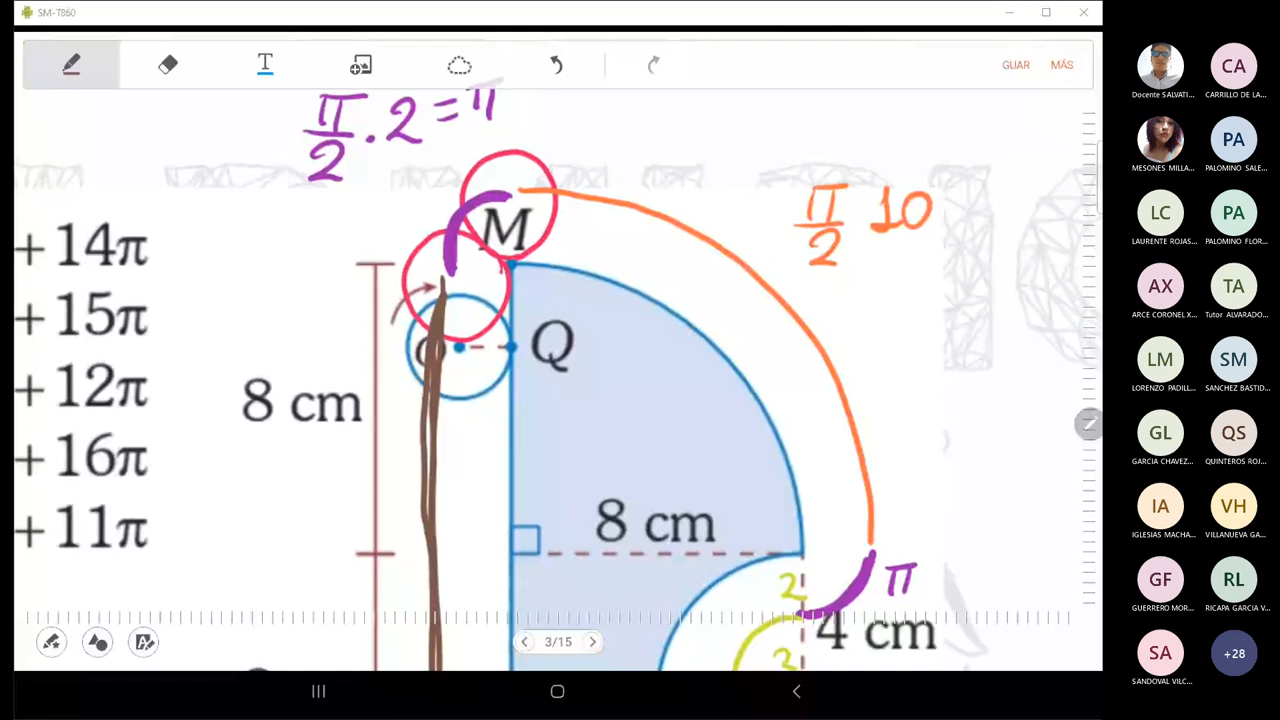 SM-T860
T
GUAR MÁS
π/2 . 2 = π
M
π/2 10
+ 14π
+ 15π
+ 12π
+ 16π
+ 11π
Q
8 cm
8 cm
2
π
4 cm
3
3/15
Docente SALVATI...
CA
CARRILLO DE LA...
MESONES MILLA...
PA
PALOMINO SALE...
LC
LAURENTE ROJAS...
PA
PALOMINO FLOR...
AX
ARCE CORONEL X...
TA
Tutor ALVARADO...
LM
LORENZO PADILL...
SM
SANCHEZ BASTID...
GL
GARCIA CHAVEZ...
QS
QUINTEROS ROJ...
IA
IGLESIAS MACHA...
VH
VILLANUEVA GA...
GF
GUERRERO MOR...
RL
RICAPA GARCIA V...
SA
SANDOVAL VILC...
+28